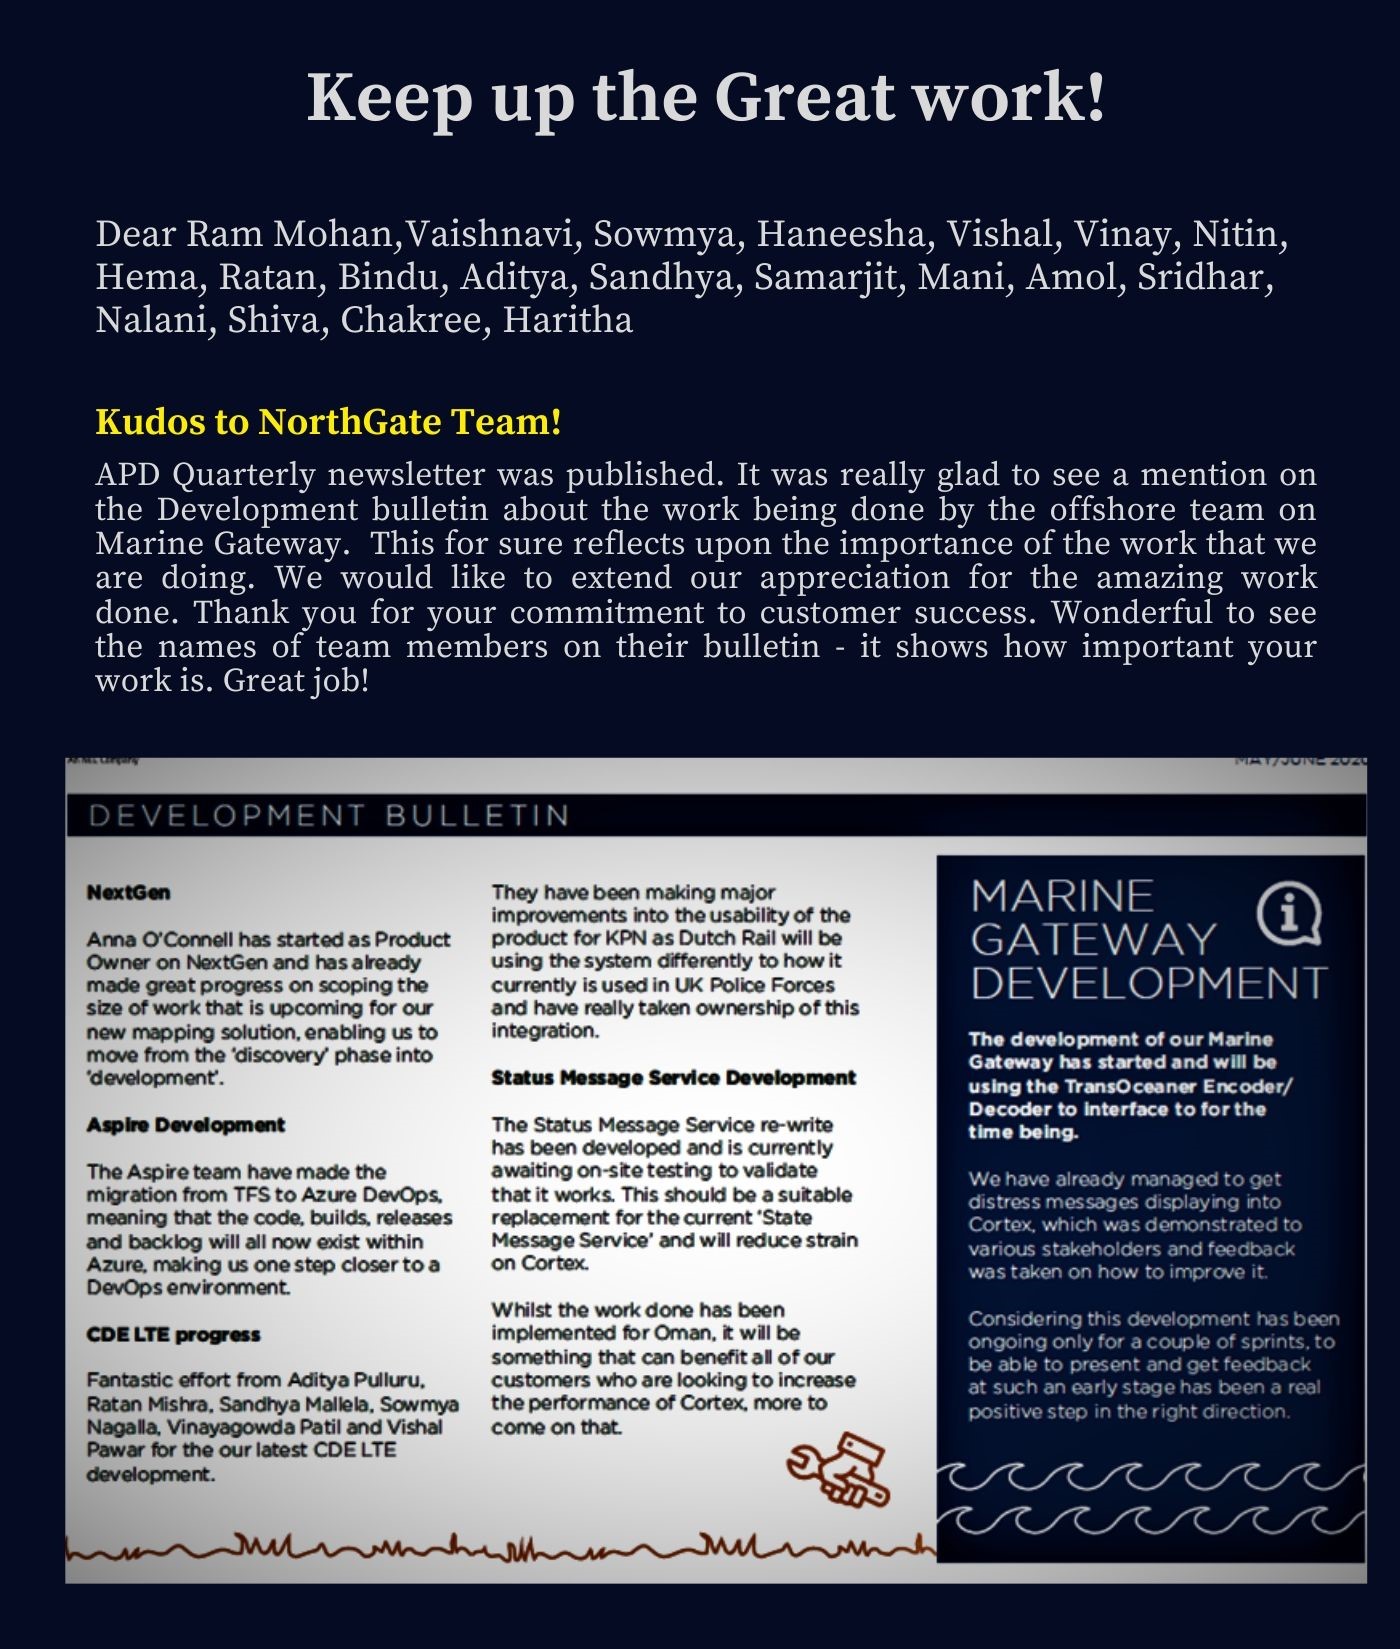 Keep up the Great work!
Dear Ram Mohan,Vaishnavi, Sowmya, Haneesha, Vishal, Vinay, Nitin,
Hema, Ratan, Bindu, Aditya, Sandhya, Samarjit, Mani, Amol, Sridhar,
Nalani, Shiva, Chakree, Haritha
Kudos to NorthGate Team!
APD Quarterly newsletter was published. It was really glad to see a mention on
the Development bulletin about the work being done by the offshore team on
Marine Gateway. This for sure reflects upon the importance of the work that we
are doing. We would like to extend our appreciation for the amazing work
done. Thank you for your commitment to customer success. Wonderful to see
the names of team members on their bulletin - it shows how important your
work is. Great job!
An NEC Company
MAY/JUNE 2020
DEVELOPMENT BULLETIN
NextGen
Anna O'Connell has started as Product
Owner on NextGen and has already
made great progress on scoping the
size of work that is upcoming for our
new mapping solution, enabling us to
move from the 'discovery' phase into
'development'.
Aspire Development
The Aspire team have made the
migration from TFS to Azure DevOps,
meaning that the code, builds, releases
and backlog will all now exist within
Azure, making us one step closer to a
DevOps environment.
CDE LTE progress
Fantastic effort from Aditya Pulluru,
Ratan Mishra, Sandhya Mallela, Sowmya
Nagalla, Vinayagowda Patil and Vishal
Pawar for the our latest CDE LTE
development.
They have been making major
improvements into the usability of the
product for KPN as Dutch Rail will be
using the system differently to how it
currently is used in UK Police Forces
and have really taken ownership of this
integration.
Status Message Service Development
The Status Message Service re-write
has been developed and is currently
awaiting on-site testing to validate
that it works. This should be a suitable
replacement for the current 'State
Message Service' and will reduce strain
on Cortex.
Whilst the work done has been
implemented for Oman, it will be
something that can benefit all of our
customers who are looking to increase
the performance of Cortex, more to
come on that.
MARINE
GATEWAY
DEVELOPMENT
The development of our Marine
Gateway has started and will be
using the TransOceaner Encoder/
Decoder to interface to for the
time being.
We have already managed to get
distress messages displaying into
Cortex, which was demonstrated to
various stakeholders and feedback
was taken on how to improve it.
Considering this development has been
ongoing only for a couple of sprints, to
be able to present and get feedback
at such an early stage has been a real
positive step in the right direction.